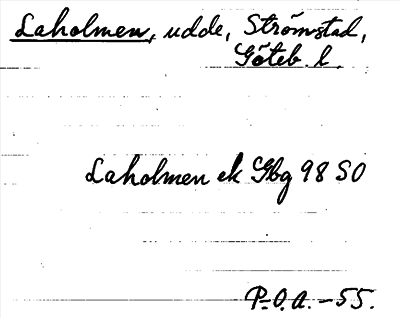 Laholmen, udde, Strömstad,
Göteb. l.
Laholmen ek Gbg 98 SO
P.O.A. -55.